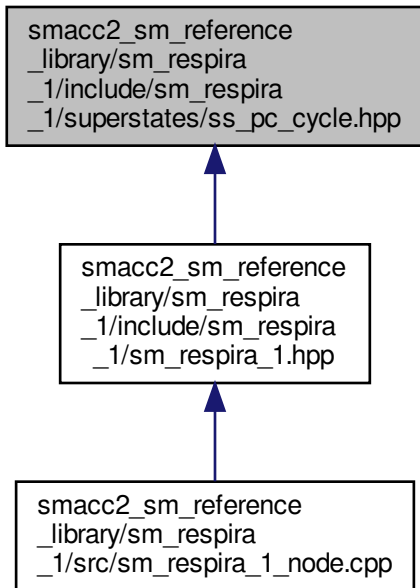 smacc2_sm_reference
_library/sm_respira
_1/include/sm_respira
_1/superstates/ss_pc_cycle.hpp
smacc2_sm_reference
_library/sm_respira
_1/include/sm_respira
_1/sm_respira_1.hpp
smacc2_sm_reference
_library/sm_respira
_1/src/sm_respira_1_node.cpp